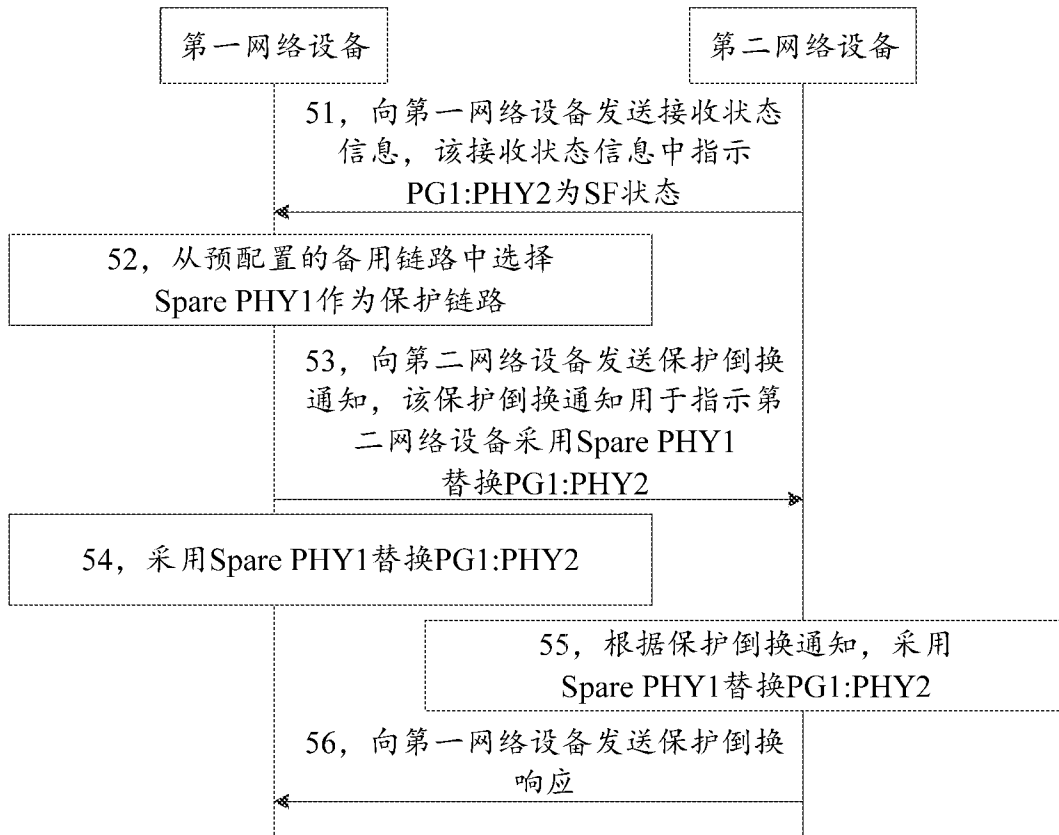 第一网络设备
第二网络设备
51，向第一网络设备发送接收状态
信息，该接收状态信息中指示
PG1:PHY2为SF状态
52，从预配置的备用链路中选择
Spare PHY1作为保护链路
53，向第二网络设备发送保护倒换
通知，该保护倒换通知用于指示第
二网络设备采用Spare PHY1
替换PG1:PHY2
54，采用Spare PHY1替换PG1:PHY2
55，根据保护倒换通知，采用
Spare PHY1替换PG1:PHY2
56，向第一网络设备发送保护倒换
响应